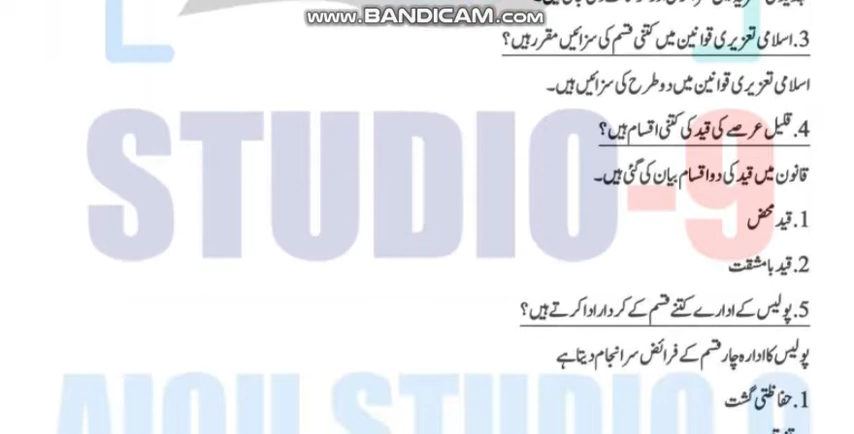 WWW.BANDICAM.COM
3. اسلامی تعزیری قوانین میں کتنی قسم کی سزائیں مقرر ہیں؟
اسلامی تعزیری قوانین میں دو طرح کی سزائیں ہیں۔
4. قلیل عرصے کی قید کی کتنی اقسام ہیں؟
قانون میں قید کی دو اقسام بیان کی گئی ہیں۔
1. قید محض
2. قید بامشقت
5. پولیس کے ادارے کتنے قسم کے کردار ادا کرتے ہیں؟
پولیس کا ادارہ چار قسم کے فرائض سرانجام دیتا ہے
1. حفاظتی گشت
STUDIO-9
AIOU STUDIO 9